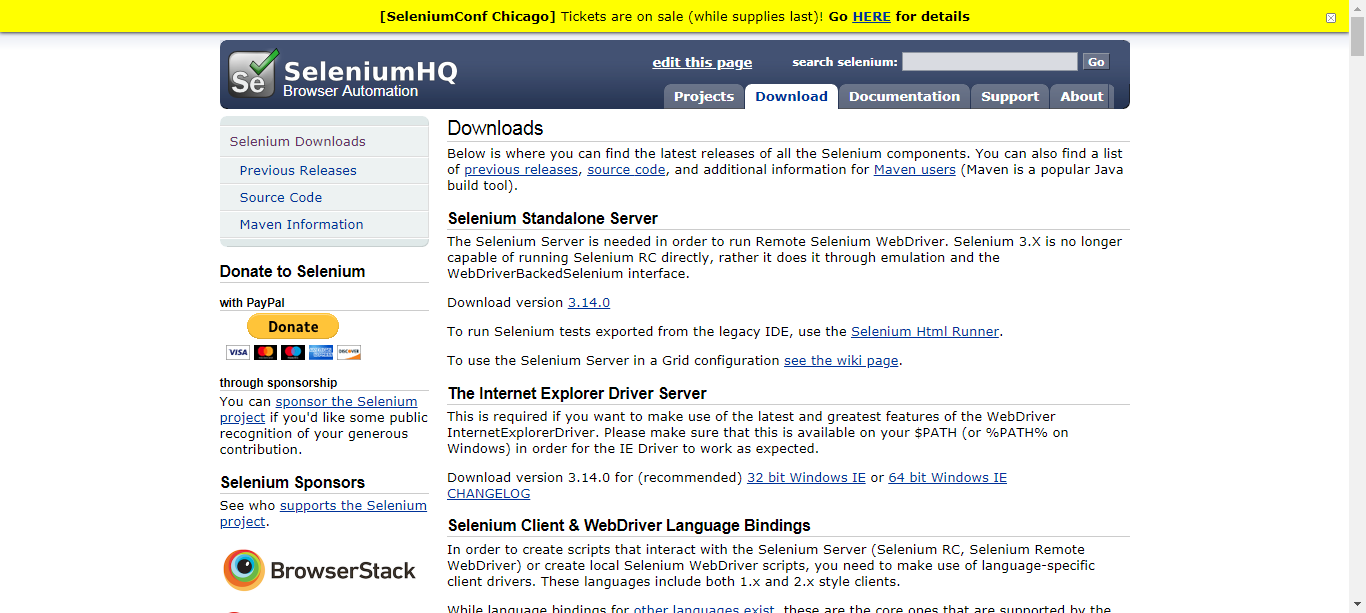 [SeleniumConf Chicago] Tickets are on sale (while supplies last)! Go HERE for details
Se SeleniumHQ
Browser Automation
edit this page
search selenium:
Go
Projects
Download
Documentation
Support
About
Selenium Downloads
Previous Releases
Source Code
Maven Information
Donate to Selenium
with PayPal
Donate
VISA
DISCOVER
through sponsorship
You can sponsor the Selenium
project if you'd like some public
recognition of your generous
contribution.
Selenium Sponsors
See who supports the Selenium
project.
BrowserStack
Downloads
Below is where you can find the latest releases of all the Selenium components. You can also find a list
of previous releases, source code, and additional information for Maven users (Maven is a popular Java
build tool).
Selenium Standalone Server
The Selenium Server is needed in order to run Remote Selenium WebDriver. Selenium 3.X is no longer
capable of running Selenium RC directly, rather it does it through emulation and the
WebDriverBackedSelenium interface.
Download version 3.14.0
To run Selenium tests exported from the legacy IDE, use the Selenium Html Runner.
To use the Selenium Server in a Grid configuration see the wiki page.
The Internet Explorer Driver Server
This is required if you want to make use of the latest and greatest features of the WebDriver
InternetExplorerDriver. Please make sure that this is available on your $PATH (or %PATH% on
Windows) in order for the IE Driver to work as expected.
Download version 3.14.0 for (recommended) 32 bit Windows IE or 64 bit Windows IE
CHANGELOG
Selenium Client & WebDriver Language Bindings
In order to create scripts that interact with the Selenium Server (Selenium RC, Selenium Remote
WebDriver) or create local Selenium WebDriver scripts, you need to make use of language-specific
client drivers. These languages include both 1.x and 2.x style clients.
While language bindings for other languages exist, these are the core ones that are supported by the